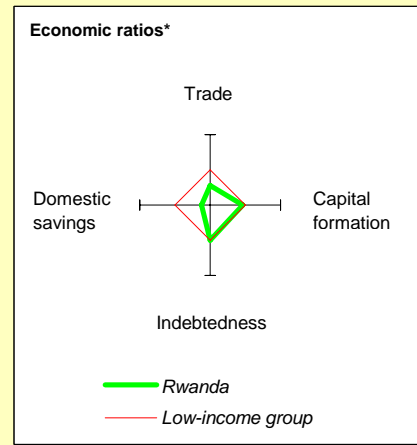 Economic ratios*
Trade
Domestic
savings
Capital
formation
Indebtedness
Rwanda
Low-income group